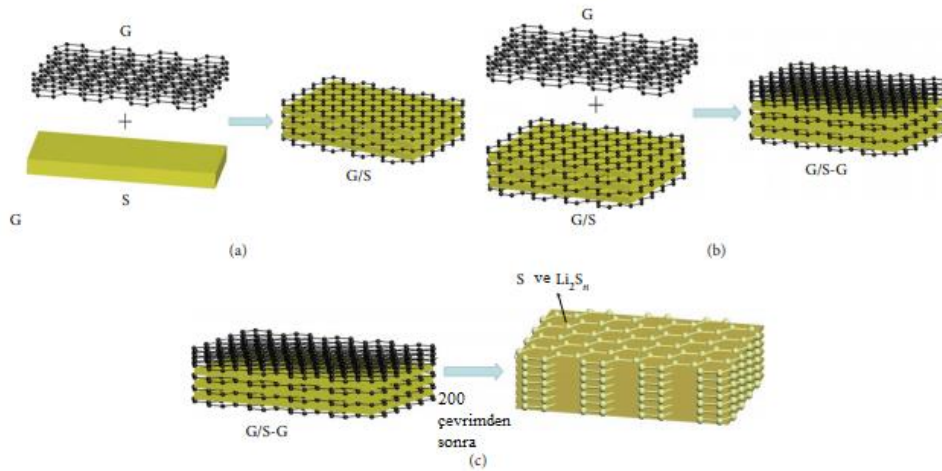 G
+
S
G/S
G
(a)
G
+
G/S
G/S-G
(b)
G/S-G
200
çevrimden
sonra
S ve Li₂Sₙ
(c)